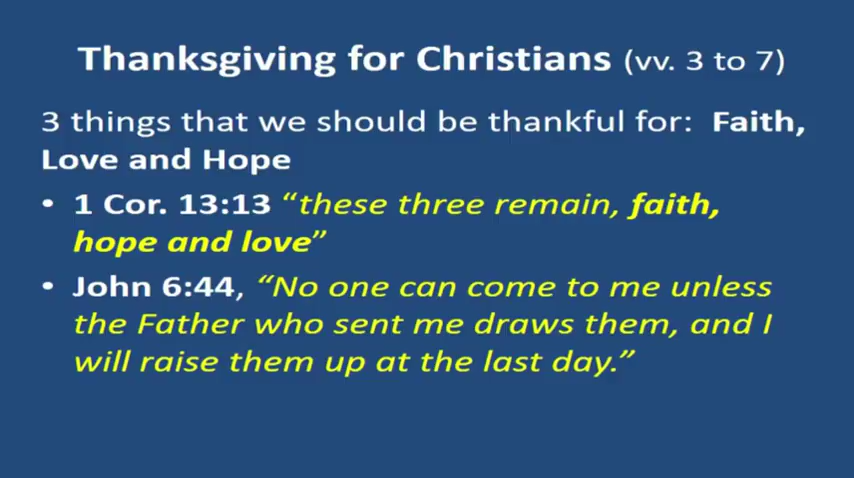 Thanksgiving for Christians (vv. 3 to 7)
3 things that we should be thankful for: Faith,
Love and Hope
• 1 Cor. 13:13 “these three remain, faith,
hope and love”
• John 6:44, “No one can come to me unless
the Father who sent me draws them, and I
will raise them up at the last day.”